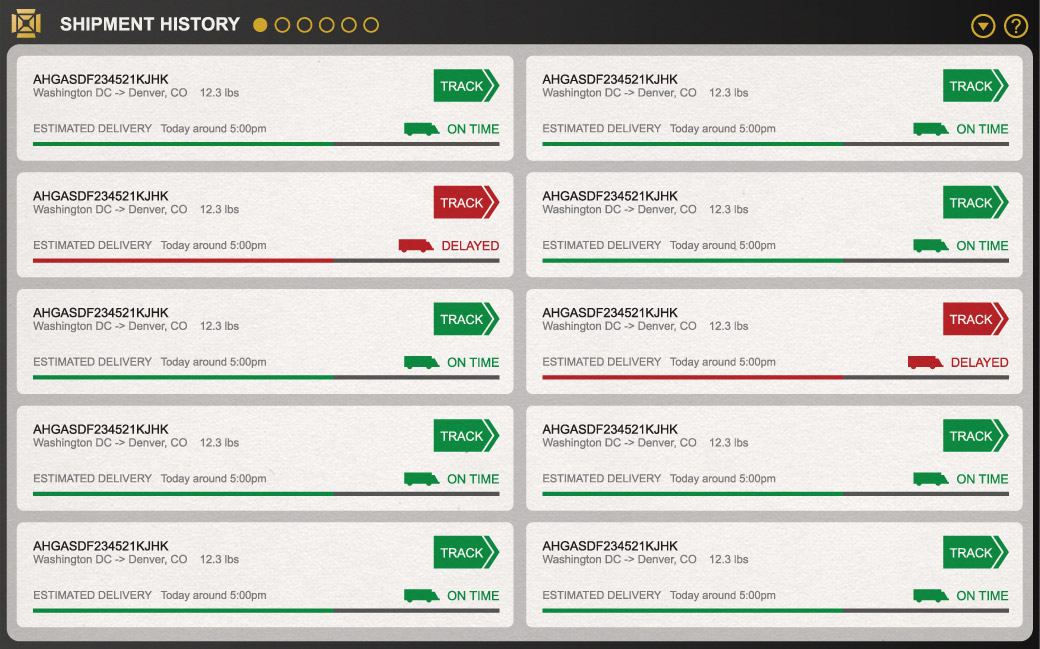 SHIPMENT HISTORY
?
AHGASDF234521KJHK
Washington DC -> Denver, CO 12.3 lbs
TRACK
ESTIMATED DELIVERY Today around 5:00pm
ON TIME
AHGASDF234521KJHK
Washington DC -> Denver, CO 12.3 lbs
TRACK
ESTIMATED DELIVERY Today around 5:00pm
ON TIME
AHGASDF234521KJHK
Washington DC -> Denver, CO 12.3 lbs
TRACK
ESTIMATED DELIVERY Today around 5:00pm
DELAYED
AHGASDF234521KJHK
Washington DC -> Denver, CO 12.3 lbs
TRACK
ESTIMATED DELIVERY Today around 5:00pm
ON TIME
AHGASDF234521KJHK
Washington DC -> Denver, CO 12.3 lbs
TRACK
ESTIMATED DELIVERY Today around 5:00pm
ON TIME
AHGASDF234521KJHK
Washington DC -> Denver, CO 12.3 lbs
TRACK
ESTIMATED DELIVERY Today around 5:00pm
DELAYED
AHGASDF234521KJHK
Washington DC -> Denver, CO 12.3 lbs
TRACK
ESTIMATED DELIVERY Today around 5:00pm
ON TIME
AHGASDF234521KJHK
Washington DC -> Denver, CO 12.3 lbs
TRACK
ESTIMATED DELIVERY Today around 5:00pm
ON TIME
AHGASDF234521KJHK
Washington DC -> Denver, CO 12.3 lbs
TRACK
ESTIMATED DELIVERY Today around 5:00pm
ON TIME
AHGASDF234521KJHK
Washington DC -> Denver, CO 12.3 lbs
TRACK
ESTIMATED DELIVERY Today around 5:00pm
ON TIME